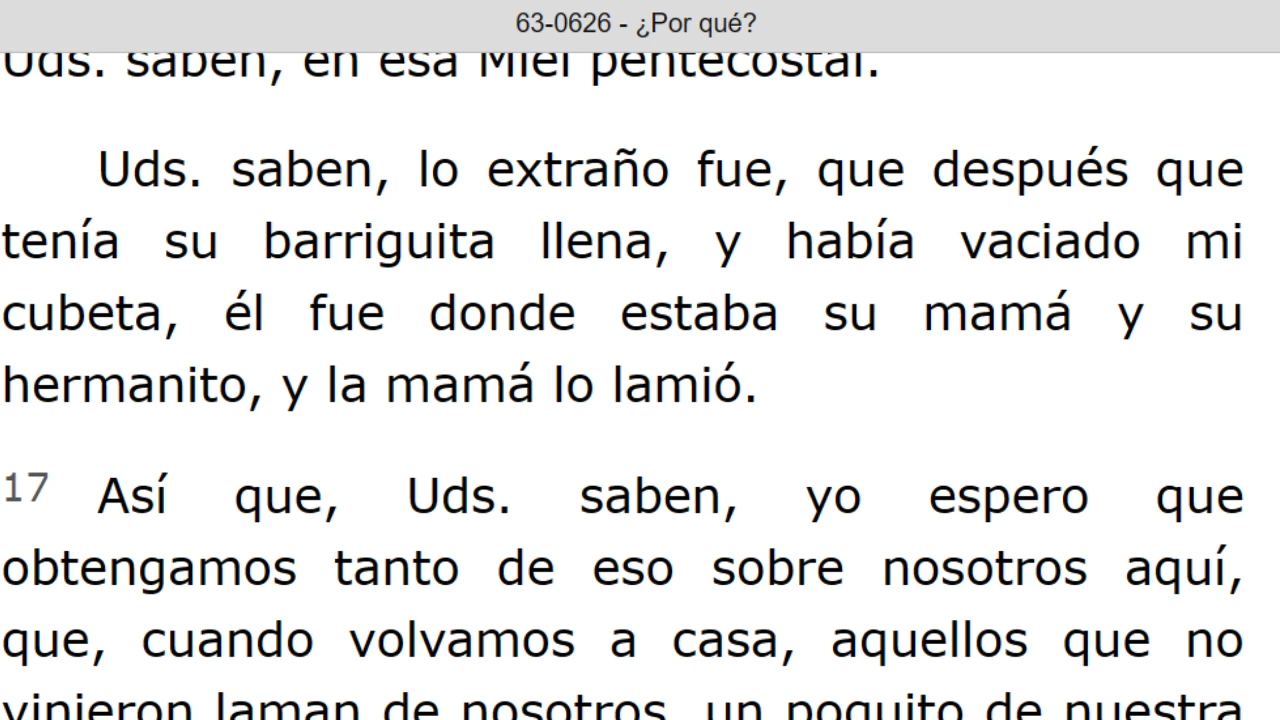 63-0626 - ¿Por qué?
Uds. saben, en esa Miel pentecostal.
Uds. saben, lo extraño fue, que después que
tenía su barriguita llena, y había vaciado mi
cubeta, él fue donde estaba su mamá y su
hermanito, y la mamá lo lamió.
17 Así que, Uds. saben, yo espero que
obtengamos tanto de eso sobre nosotros aquí,
que, cuando volvamos a casa, aquellos que no
vinieron laman de nosotros, un poquito de nuestra